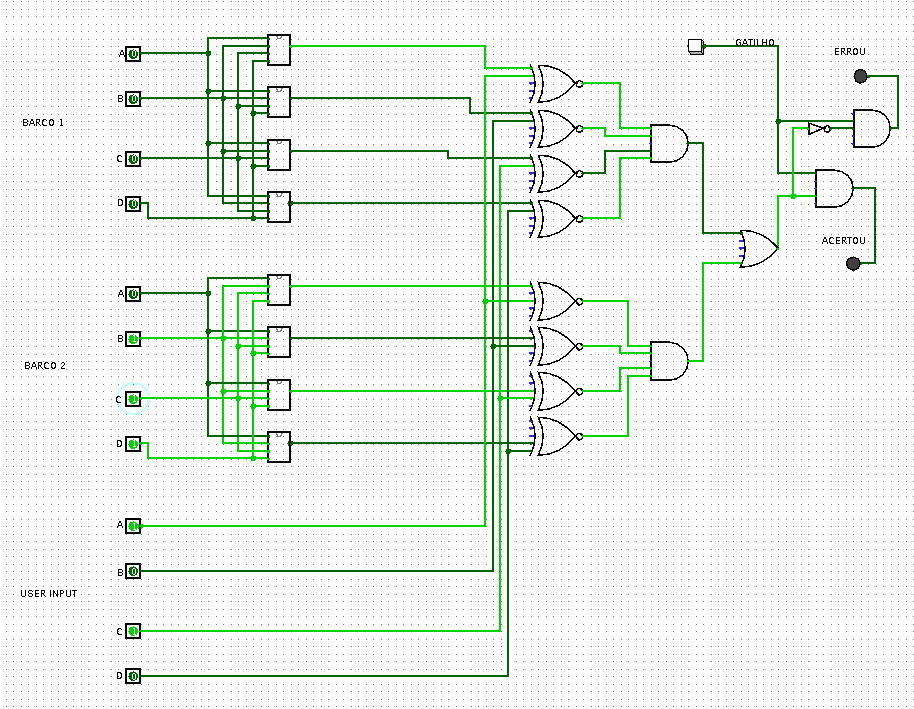 GATILHO
ERROU
A 0
B 0
BARCO 1
C 0
D 0
ACERTOU
A 0
B 1
BARCO 2
C 1
D 1
A 1
B 0
USER INPUT
C 1
D 0